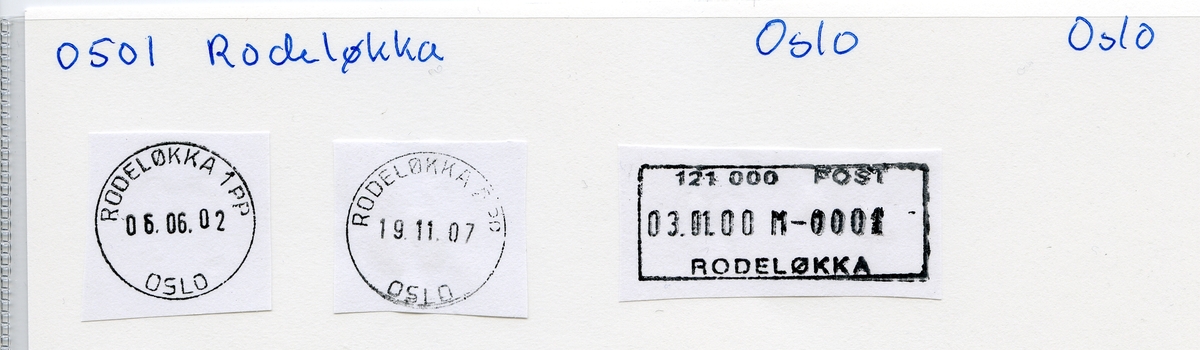 0501 Rodeløkka Oslo Oslo
RODELØKKA 1 PP
06.06.02
OSLO
RODELØKKA
19.11.07
OSLO
121 000 POST
03.01.00 M-0001
RODELØKKA